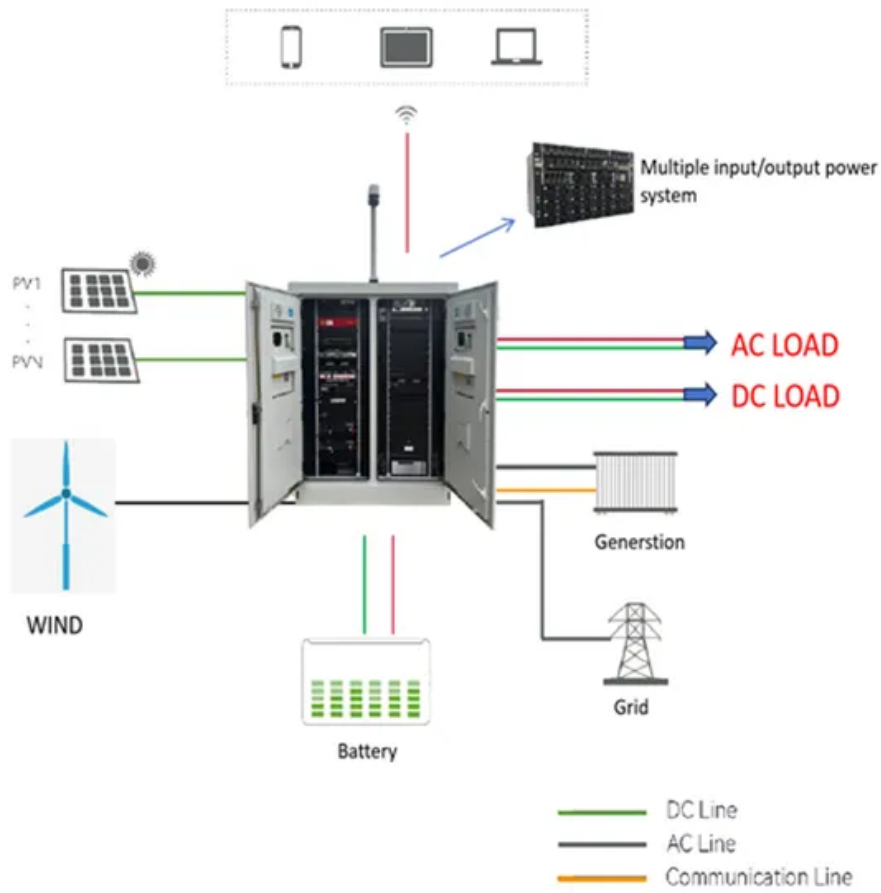 Multiple input/output power
system
PV1
PVN
AC LOAD
DC LOAD
Generstion
WIND
Grid
Battery
DC Line
AC Line
Communication Line